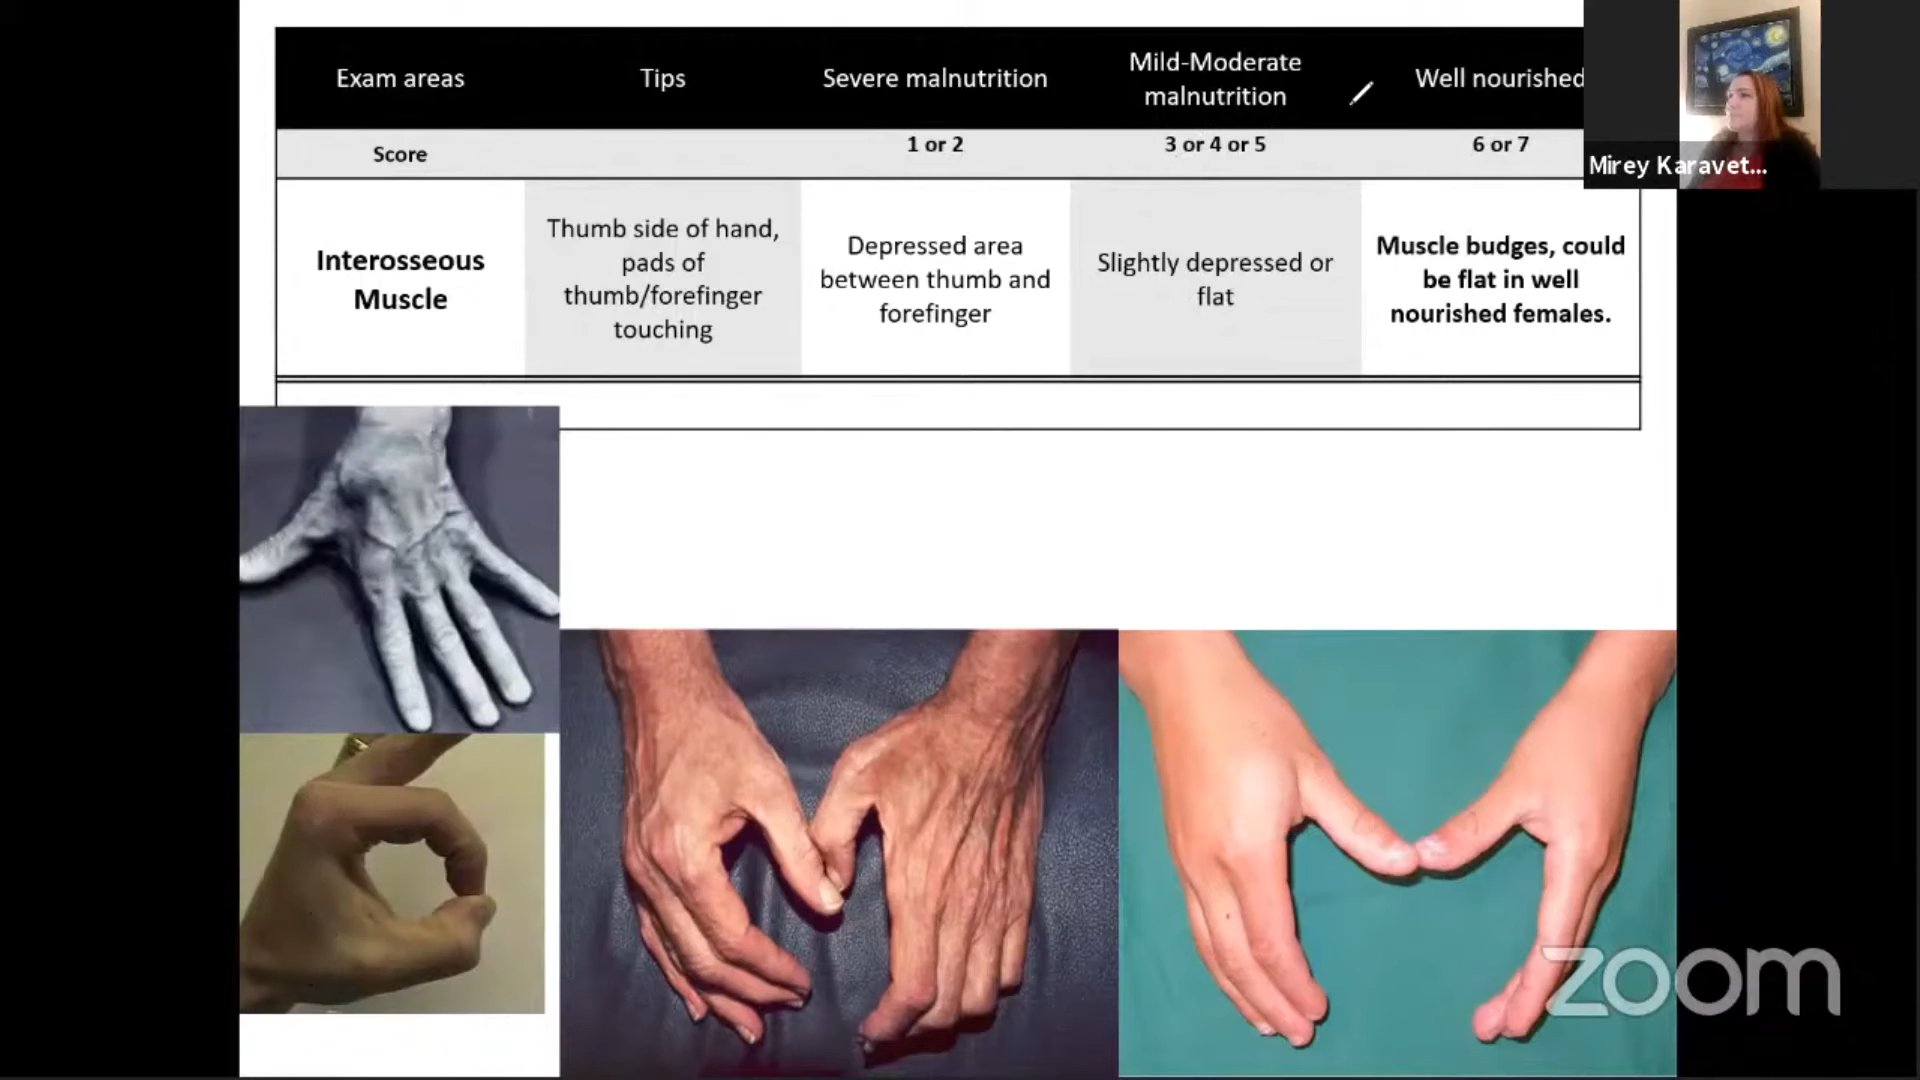 Exam areas
Tips
Severe malnutrition
Mild-Moderate
malnutrition
Well nourished
Score
1 or 2
3 or 4 or 5
6 or 7
Interosseous
Muscle
Thumb side of hand,
pads of
thumb/forefinger
touching
Depressed area
between thumb and
forefinger
Slightly depressed or
flat
Muscle budges, could
be flat in well
nourished females.
Mirey Karavet...
zoom